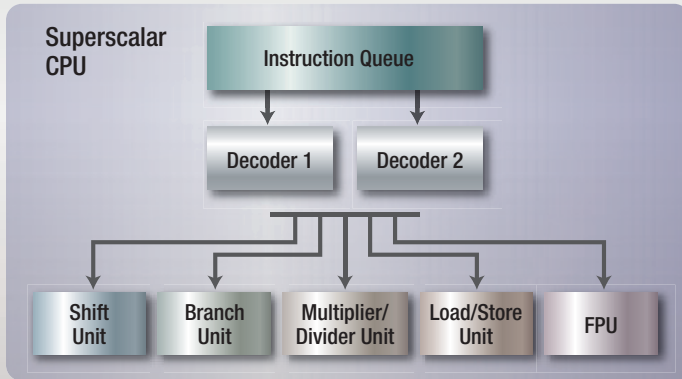 Superscalar
CPU
Instruction Queue
Decoder 1
Decoder 2
Shift
Unit
Branch
Unit
Multiplier/
Divider Unit
Load/Store
Unit
FPU